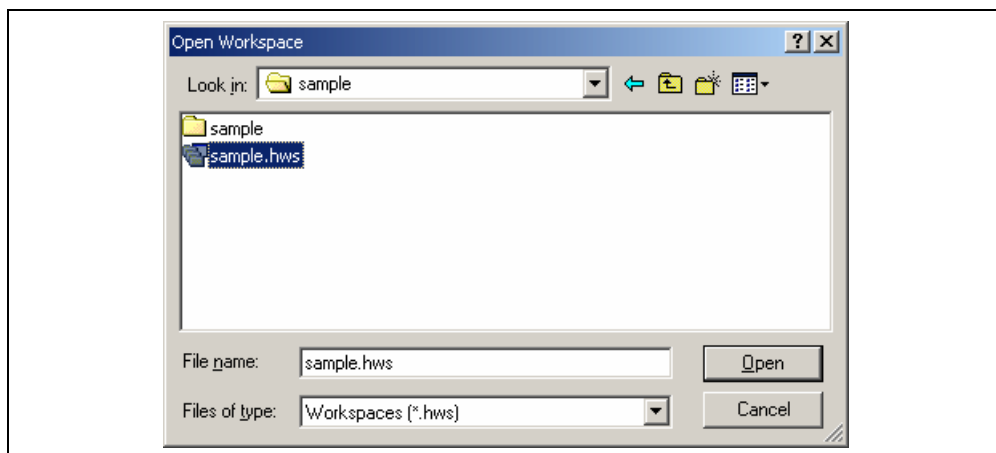 Open Workspace
Look in: sample
sample
sample.hws
File name: sample.hws Open
Files of type: Workspaces (*.hws) Cancel